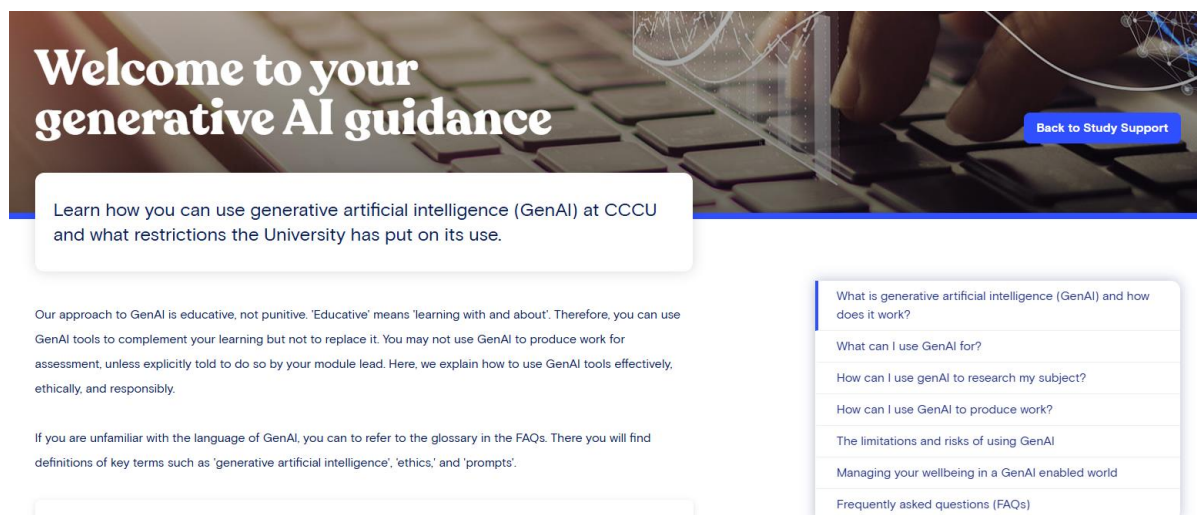 Welcome to your
generative AI guidance
Back to Study Support
Learn how you can use generative artificial intelligence (GenAI) at CCCU
and what restrictions the University has put on its use.
Our approach to GenAI is educative, not punitive. 'Educative' means 'learning with and about'. Therefore, you can use
GenAI tools to complement your learning but not to replace it. You may not use GenAI to produce work for
assessment, unless explicitly told to do so by your module lead. Here, we explain how to use GenAI tools effectively,
ethically, and responsibly.
If you are unfamiliar with the language of GenAI, you can to refer to the glossary in the FAQs. There you will find
definitions of key terms such as 'generative artificial intelligence', 'ethics,' and 'prompts'.
What is generative artificial intelligence (GenAI) and how
does it work?
What can I use GenAI for?
How can I use genAI to research my subject?
How can I use GenAI to produce work?
The limitations and risks of using GenAI
Managing your wellbeing in a GenAI enabled world
Frequently asked questions (FAQs)